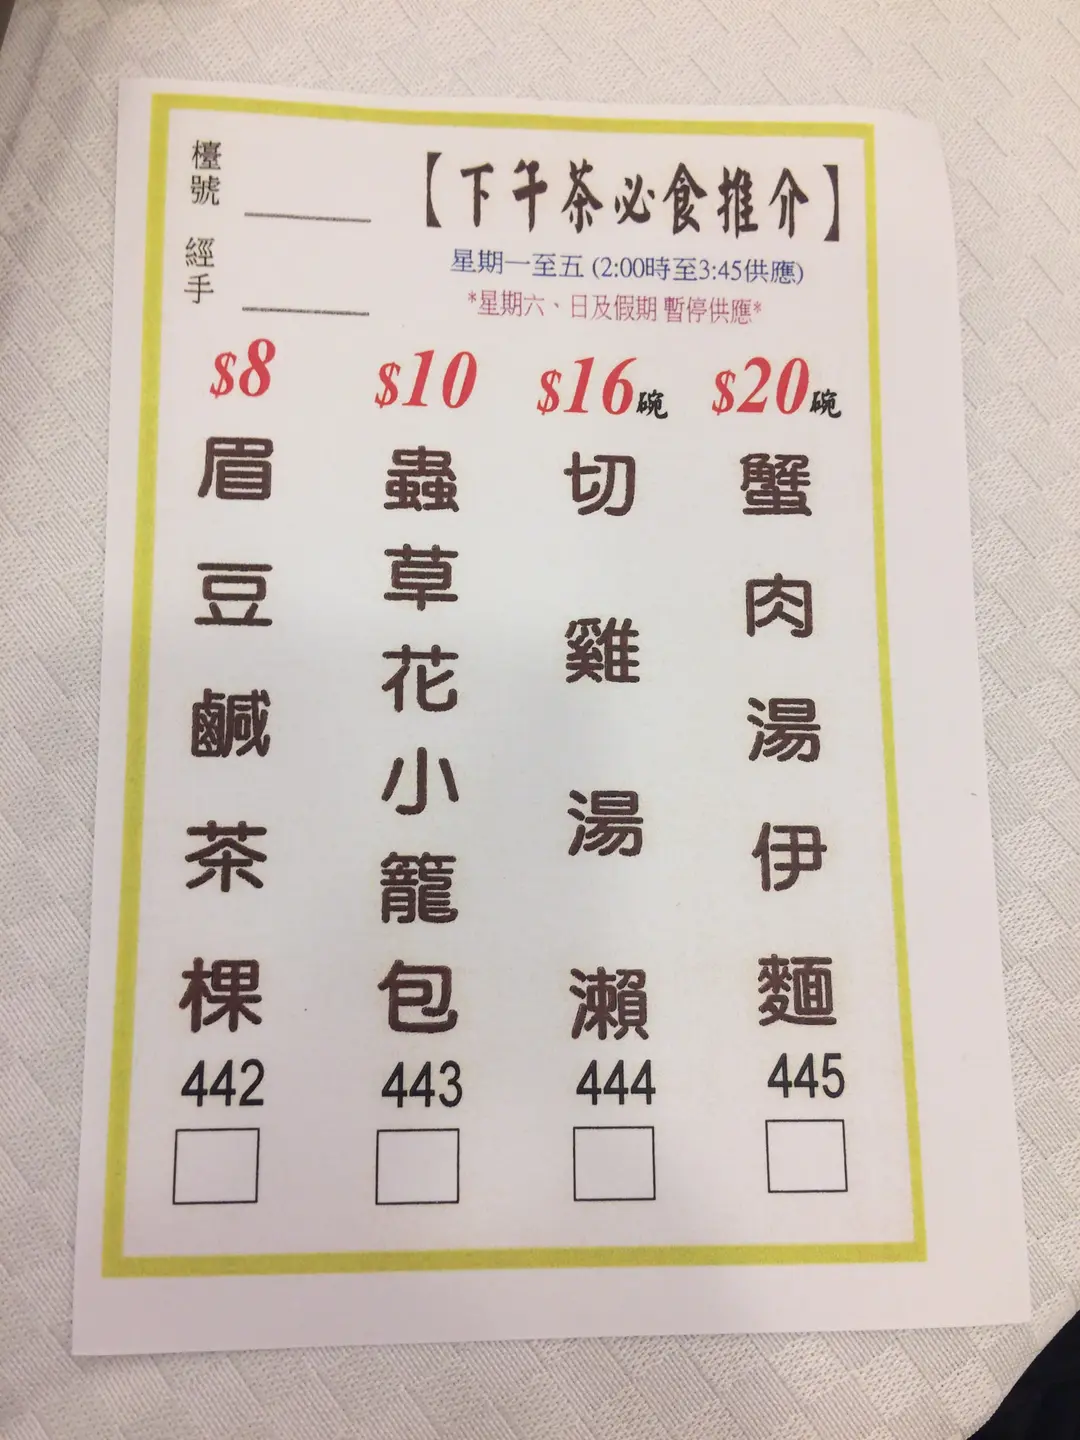 檯號
經手
【下午茶必食推介】
星期一至五 (2:00時至3:45供應)
*星期六、日及假期 暫停供應*
$8
眉豆鹹茶粿
442
$10
蟲草花小籠包
443
$16碗
切雞湯瀨
444
$20碗
蟹肉湯伊麵
445